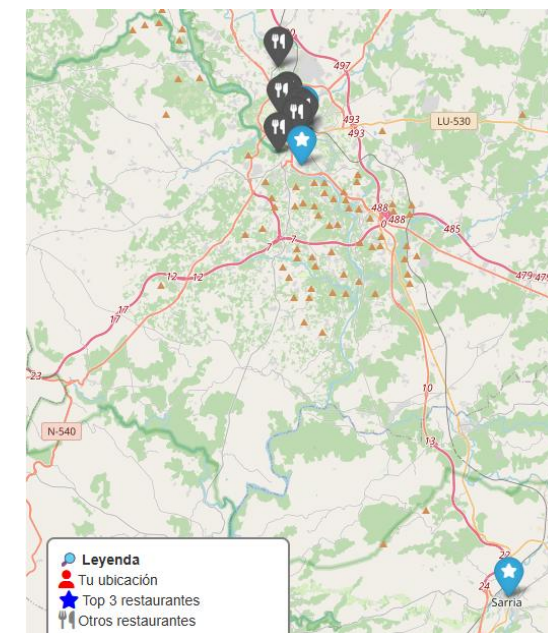 497
493
LU-530
493
488
0
488
485
7
7
479
12
12
17
17
23
10
N-540
13
22
24
Sarria
Leyenda
Tu ubicación
Top 3 restaurantes
Otros restaurantes